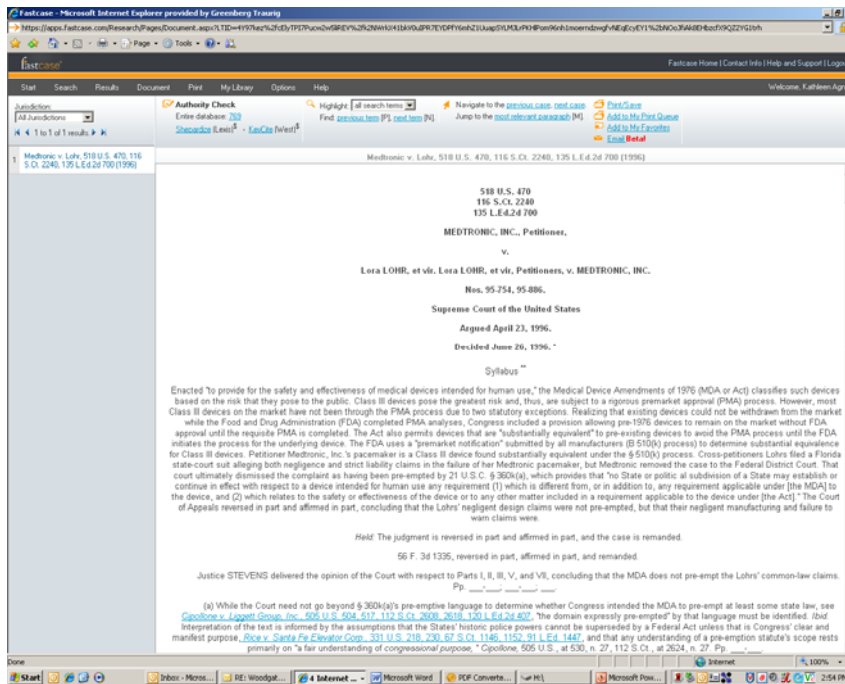 Fastcase - Microsoft Internet Explorer provided by Greenberg Traurig
Page
Tools
fastcase
Fastcase Home | Contact Info | Help and Support |
Start Search Results Document Print My Library Options Help
Welcome, Kathleen
Jurisdiction:
All Jurisdictions
1 to 1 of 1 results
Authority Check
Entire database: 769
Shepardize [Lexis]$ - KeyCite [West]$
Highlight: all search terms
Find previous term [P], next term [N]
Navigate to the previous case, next case
Jump to the most relevant paragraph [M]
Print/Save
Add to My Print Queue
Add to My Favorites
Email Beta!
1 Medtronic v. Lohr, 518 U.S. 470, 116
S.Ct. 2240, 135 L.Ed.2d 700 (1996)
Medtronic v. Lohr, 518 U.S. 470, 116 S.Ct. 2240, 135 L.Ed.2d 700 (1996)
518 U.S. 470
116 S.Ct. 2240
135 L.Ed.2d 700
MEDTRONIC, INC., Petitioner,
v.
Lora LOHR, et vir. Lora LOHR, et vir, Petitioners, v. MEDTRONIC, INC.
Nos. 95-754, 95-886.
Supreme Court of the United States
Argued April 23, 1996.
Decided June 26, 1996. *
Syllabus **
Enacted "to provide for the safety and effectiveness of medical devices intended for human use," the Medical Device Amendments of 1976 (MDA or Act) classifies such devices
based on the risk that they pose to the public. Class III devices pose the greatest risk and, thus, are subject to a rigorous premarket approval (PMA) process. However, most
Class III devices on the market have not been through the PMA process due to two statutory exceptions. Realizing that existing devices could not be withdrawn from the market
while the Food and Drug Administration (FDA) completed PMA analyses, Congress included a provision allowing pre-1976 devices to remain on the market without FDA
approval until the requisite PMA is completed. The Act also permits devices that are "substantially equivalent" to pre-existing devices to avoid the PMA process until the FDA
initiates the process for the underlying device. The FDA uses a "premarket notification" submitted by all manufacturers (B 510(k) process) to determine substantial equivalence
for Class III devices. Petitioner Medtronic, Inc.'s pacemaker is a Class III device found substantially equivalent under the § 510(k) process. Cross-petitioners Lohrs filed a Florida
state-court suit alleging both negligence and strict liability claims in the failure of her Medtronic pacemaker, but Medtronic removed the case to the Federal District Court. That
court ultimately dismissed the complaint as having been pre-empted by 21 U.S.C. § 360k(a), which provides that "no State or politic al subdivision of a State may establish or
continue in effect with respect to a device intended for human use any requirement (1) which is different from, or in addition to, any requirement applicable under [the MDA] to
the device, and (2) which relates to the safety or effectiveness of the device or to any other matter included in a requirement applicable to the device under [the Act]." The Court
of Appeals reversed in part and affirmed in part, concluding that the Lohrs' negligent design claims were not pre-empted, but that their negligent manufacturing and failure to
warn claims were.
Held: The judgment is reversed in part and affirmed in part, and the case is remanded.
56 F. 3d 1335, reversed in part, affirmed in part, and remanded.
Justice STEVENS delivered the opinion of the Court with respect to Parts I, II, III, V, and VII, concluding that the MDA does not pre-empt the Lohrs' common-law claims.
Pp. ___-___; ___-___; ___.
(a) While the Court need not go beyond § 360k(a)'s pre-emptive language to determine whether Congress intended the MDA to pre-empt at least some state law, see
Cipollone v. Liggett Group, Inc., 505 U.S. 504, 517, 112 S.Ct. 2608, 2618, 120 L.Ed.2d 407, "the domain expressly pre-empted" by that language must be identified. Ibid.
Interpretation of the text is informed by the assumptions that the States' historic police powers cannot be superseded by a Federal Act unless that is Congress' clear and
manifest purpose, Rice v. Santa Fe Elevator Corp., 331 U.S. 218, 230, 67 S.Ct. 1146, 1152, 91 L.Ed. 1447, and that any understanding of a pre-emption statute's scope rests
primarily on "a fair understanding of congressional purpose, " Cipollone, 505 U.S., at 530, n. 27, 112 S.Ct., at 2624, n. 27. Pp. ___-___.
Done
Internet
100%
Start
Inbox - Micros...
RE: Woodgat...
4 Internet ...
Microsoft Word
PDF Converte...
H:\
Microsoft Pow...
2:54 PM